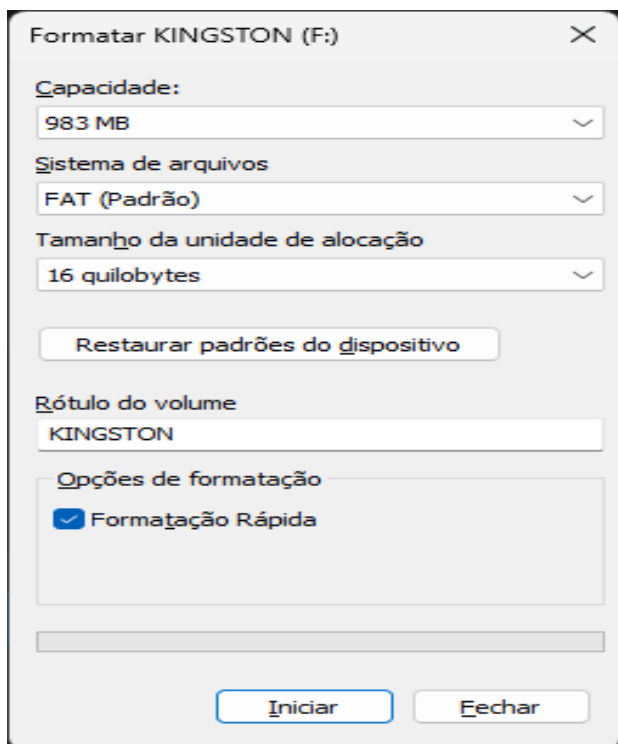 Formatar KINGSTON (F:)
Capacidade:
983 MB
Sistema de arquivos
FAT (Padrão)
Tamanho da unidade de alocação
16 quilobytes
Restaurar padrões do dispositivo
Rótulo do volume
KINGSTON
Opções de formatação
Formatação Rápida
Iniciar
Fechar